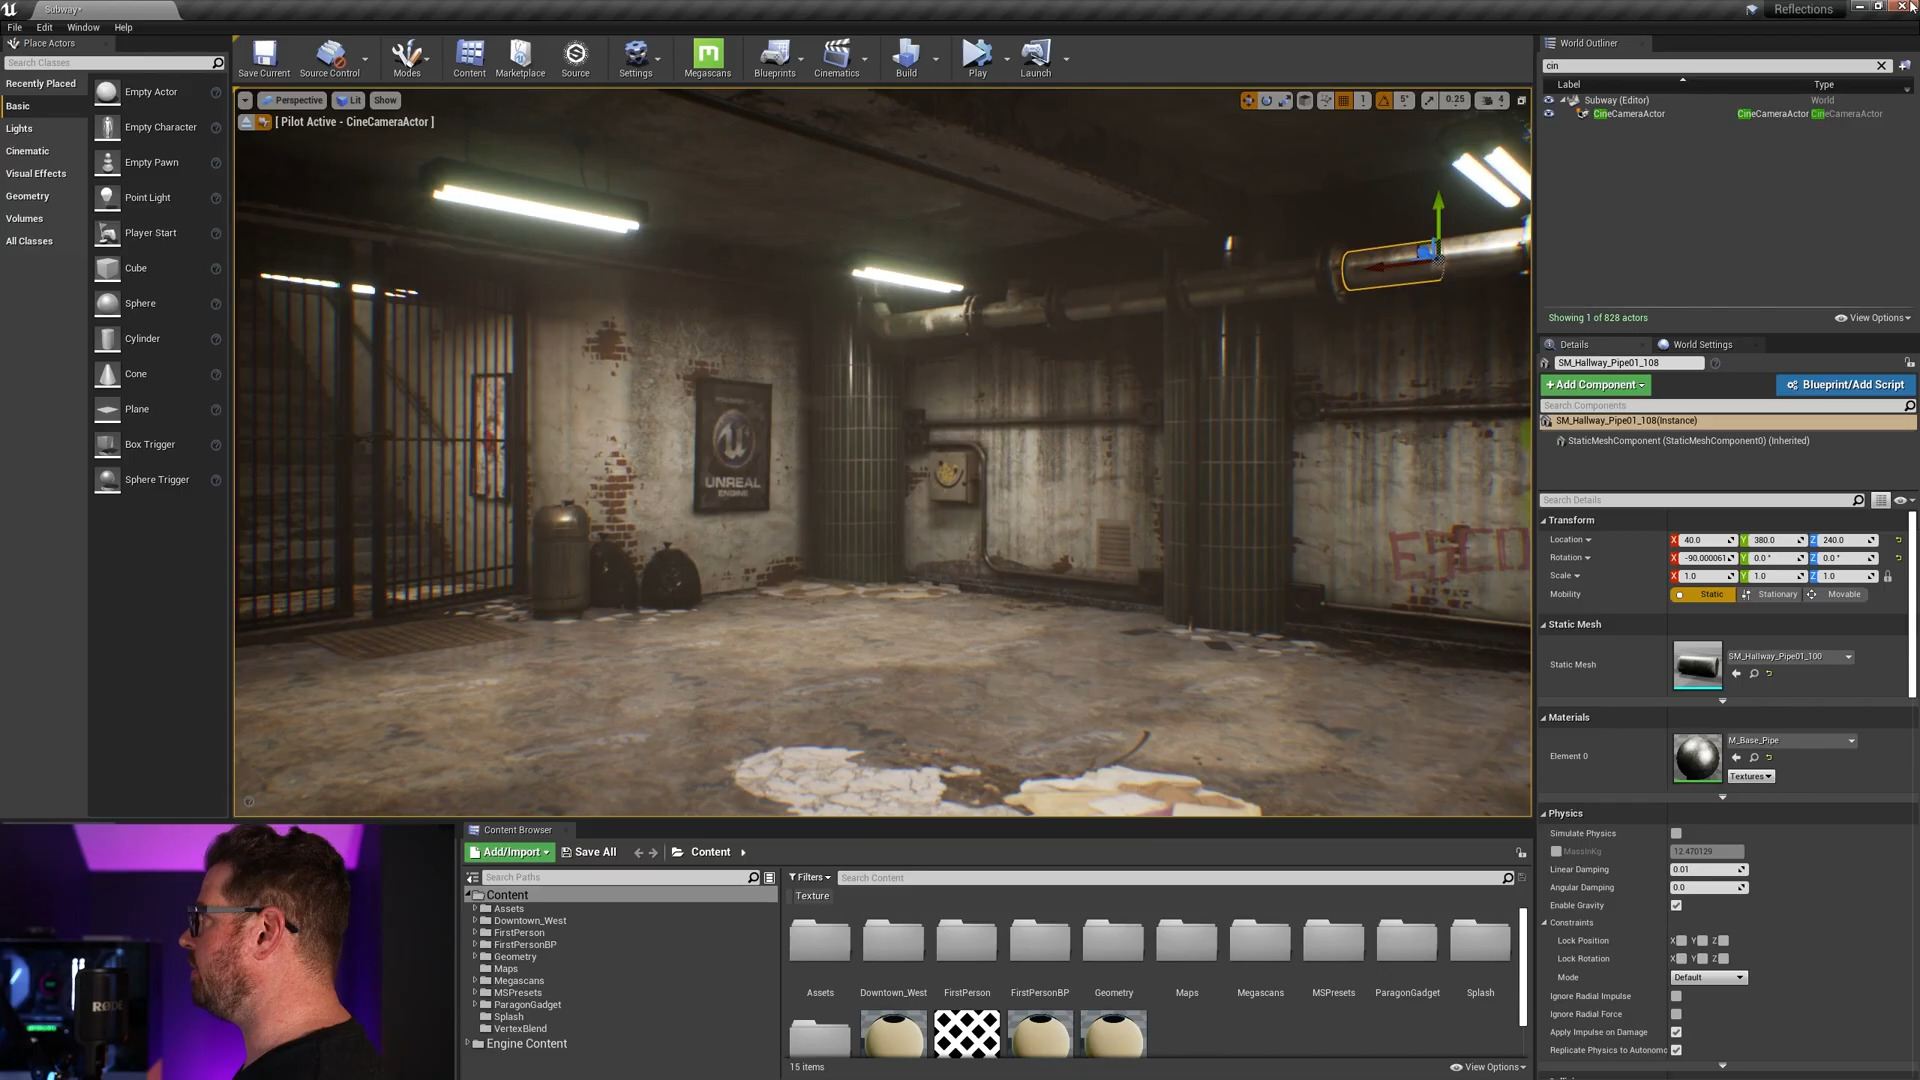 Subway*
Reflections
File Edit Window Help
Place Actors
Search Classes
Recently Placed
Basic
Lights
Cinematic
Visual Effects
Geometry
Volumes
All Classes
Empty Actor
Empty Character
Empty Pawn
Point Light
Player Start
Cube
Sphere
Cylinder
Cone
Plane
Box Trigger
Sphere Trigger
Save Current Source Control Modes Content Marketplace Source Settings Megascans Blueprints Cinematics Build Play Launch
Perspective Lit Show
1 5° 0.25 4
[ Pilot Active - CineCameraActor ]
UNREAL
ENGINE
ESCO
World Outliner
cin
Label Type
Subway (Editor) World
CineCameraActor CineCameraActor CineCameraActor
Showing 1 of 828 actors View Options
Details World Settings
SM_Hallway_Pipe01_108
+Add Component Blueprint/Add Script
Search Components
SM_Hallway_Pipe01_108(Instance)
StaticMeshComponent (StaticMeshComponent0) (Inherited)
Search Details
Transform
Location X 40.0 Y 380.0 Z 240.0
Rotation X -90.000061 Y 0.0 ° Z 0.0 °
Scale X 1.0 Y 1.0 Z 1.0
Mobility Static Stationary Movable
Static Mesh
Static Mesh SM_Hallway_Pipe01_100
Materials
Element 0 M_Base_Pipe
Textures
Physics
Simulate Physics
MassInKg 12.470129
Linear Damping 0.01
Angular Damping 0.0
Enable Gravity
Constraints
Lock Position X Y Z
Lock Rotation X Y Z
Mode Default
Ignore Radial Impulse
Ignore Radial Force
Apply Impulse on Damage
Replicate Physics to Autonomo
Content Browser
Add/Import Save All Content
Search Paths
Filters Search Content
Texture
Content
Assets
Downtown_West
FirstPerson
FirstPersonBP
Geometry
Maps
Megascans
MSPresets
ParagonGadget
Splash
VertexBlend
Engine Content
Assets Downtown_West FirstPerson FirstPersonBP Geometry Maps Megascans MSPresets ParagonGadget Splash
15 items View Options
RØDE